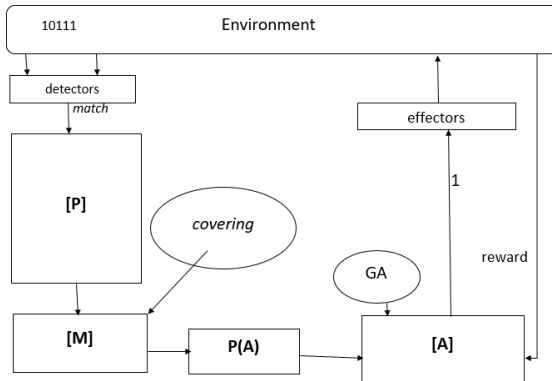 10111
Environment
detectors
match
effectors
[P]
1
covering
reward
GA
[M]
P(A)
[A]